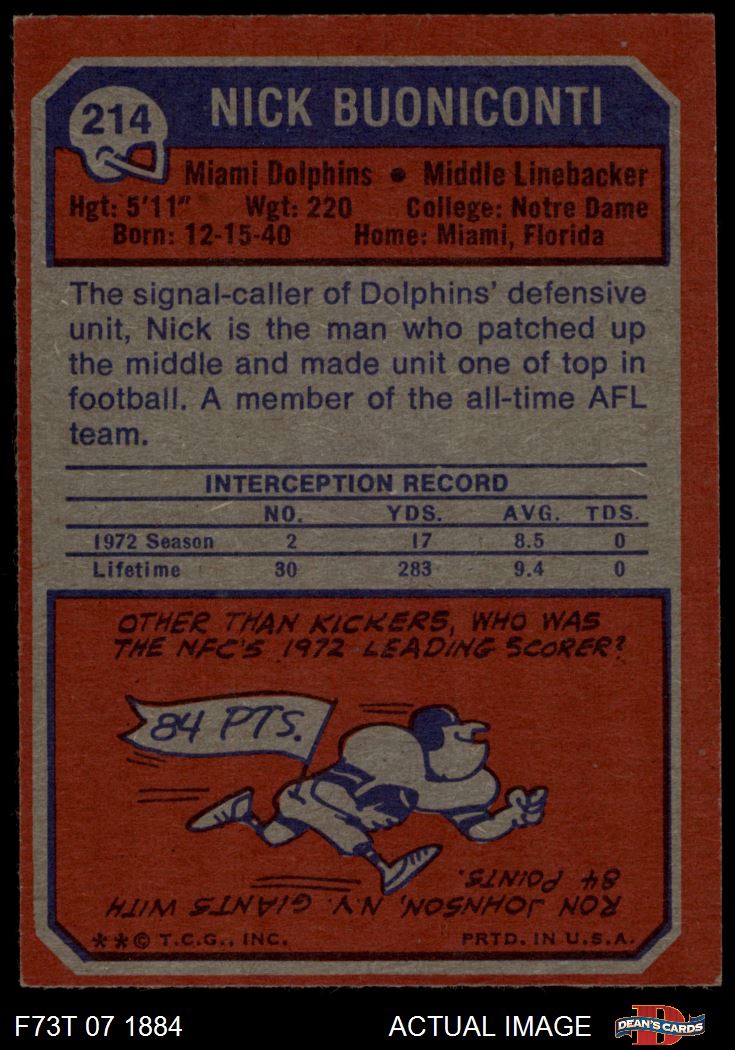 214
NICK BUONICONTI
Miami Dolphins • Middle Linebacker
Hgt: 5'11" Wgt: 220 College: Notre Dame
Born: 12-15-40 Home: Miami, Florida
The signal-caller of Dolphins' defensive
unit, Nick is the man who patched up
the middle and made unit one of top in
football. A member of the all-time AFL
team.
INTERCEPTION RECORD
NO. YDS. AVG. TDS.
1972 Season 2 17 8.5 0
Lifetime 30 283 9.4 0
OTHER THAN KICKERS, WHO WAS
THE NFC'S 1972 LEADING SCORER?
84 PTS.
RON JOHNSON, N.Y. GIANTS WITH
84 POINTS.
**© T.C.G., INC. PRTD. IN U.S.A.
F73T 07 1884 ACTUAL IMAGE
D
DEAN'S CARDS